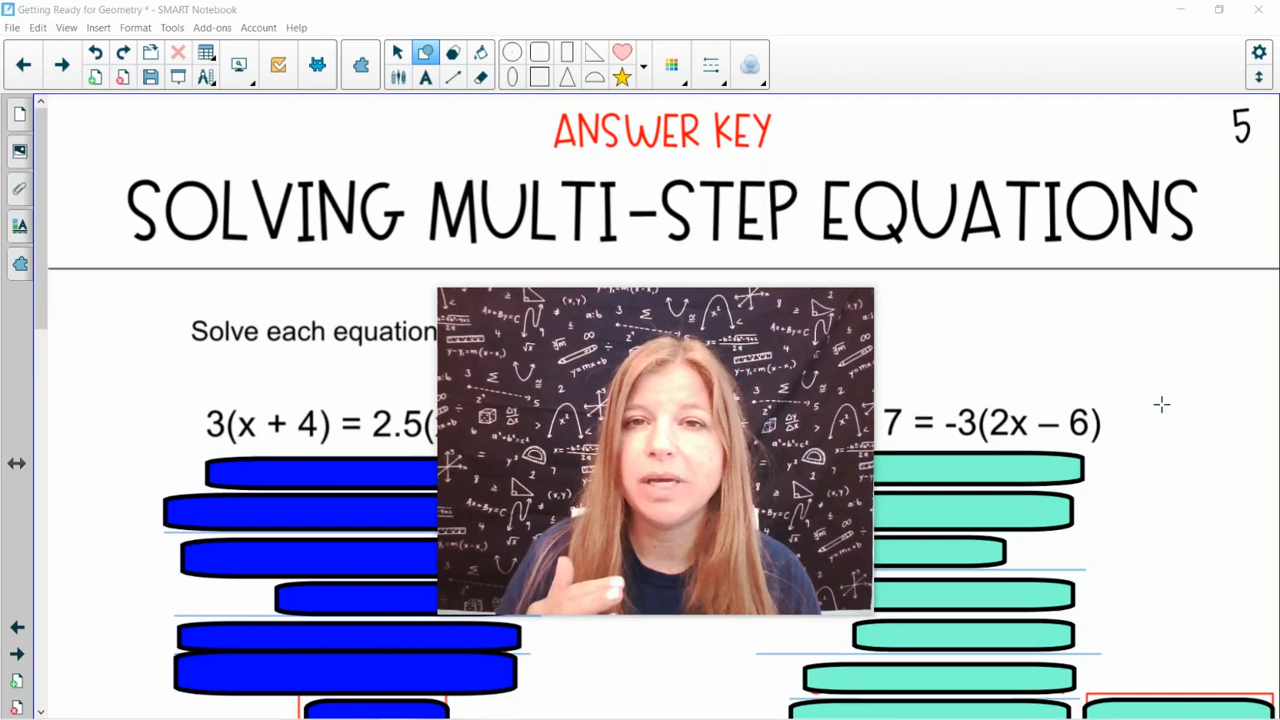 Getting Ready for Geometry * - SMART Notebook
File Edit View Insert Format Tools Add-ons Account Help
ANSWER KEY
5
SOLVING MULTI-STEP EQUATIONS
Solve each equation
3(x + 4) = 2.5(
7 = -3(2x – 6)